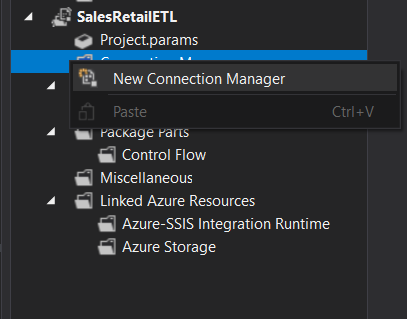 SalesRetailETL
Project.params
New Connection Manager
Paste Ctrl+V
Package Parts
Control Flow
Miscellaneous
Linked Azure Resources
Azure-SSIS Integration Runtime
Azure Storage